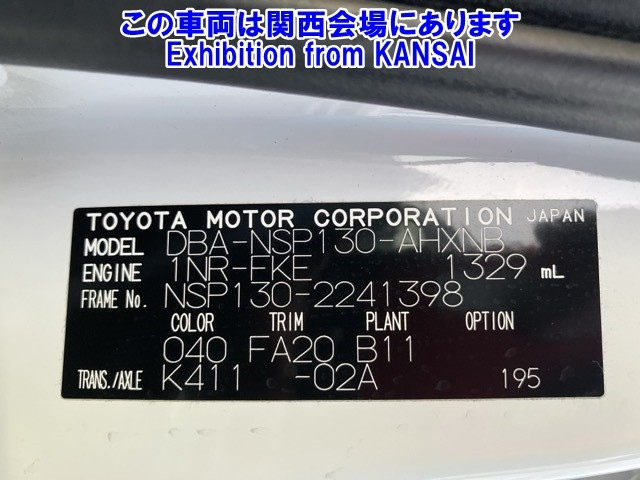 この車両は関西会場にあります
Exhibition from KANSAI
TOYOTA MOTOR CORPORATION JAPAN
MODEL DBA-NSP130-AHXNB
ENGINE 1NR-FKE 1329 mL
FRAME No. NSP130-2241398
COLOR TRIM PLANT OPTION
040 FA20 B11
TRANS./AXLE K411 -02A 195